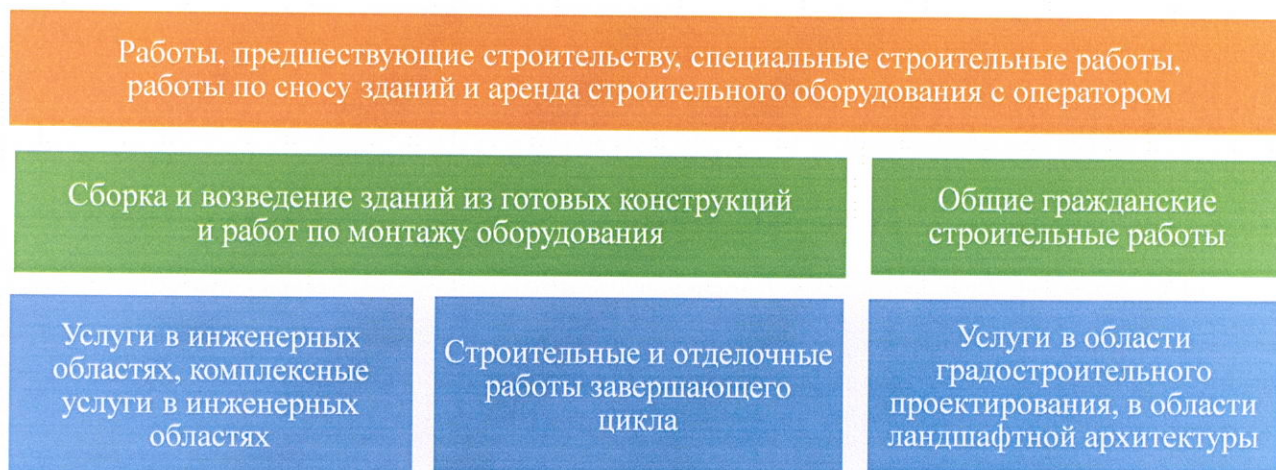 Работы, предшествующие строительству, специальные строительные работы,
работы по сносу зданий и аренда строительного оборудования с оператором
Сборка и возведение зданий из готовых конструкций
и работ по монтажу оборудования
Общие гражданские
строительные работы
Услуги в инженерных
областях, комплексные
услуги в инженерных
областях
Строительные и отделочные
работы завершающего
цикла
Услуги в области
градостроительного
проектирования, в области
ландшафтной архитектуры